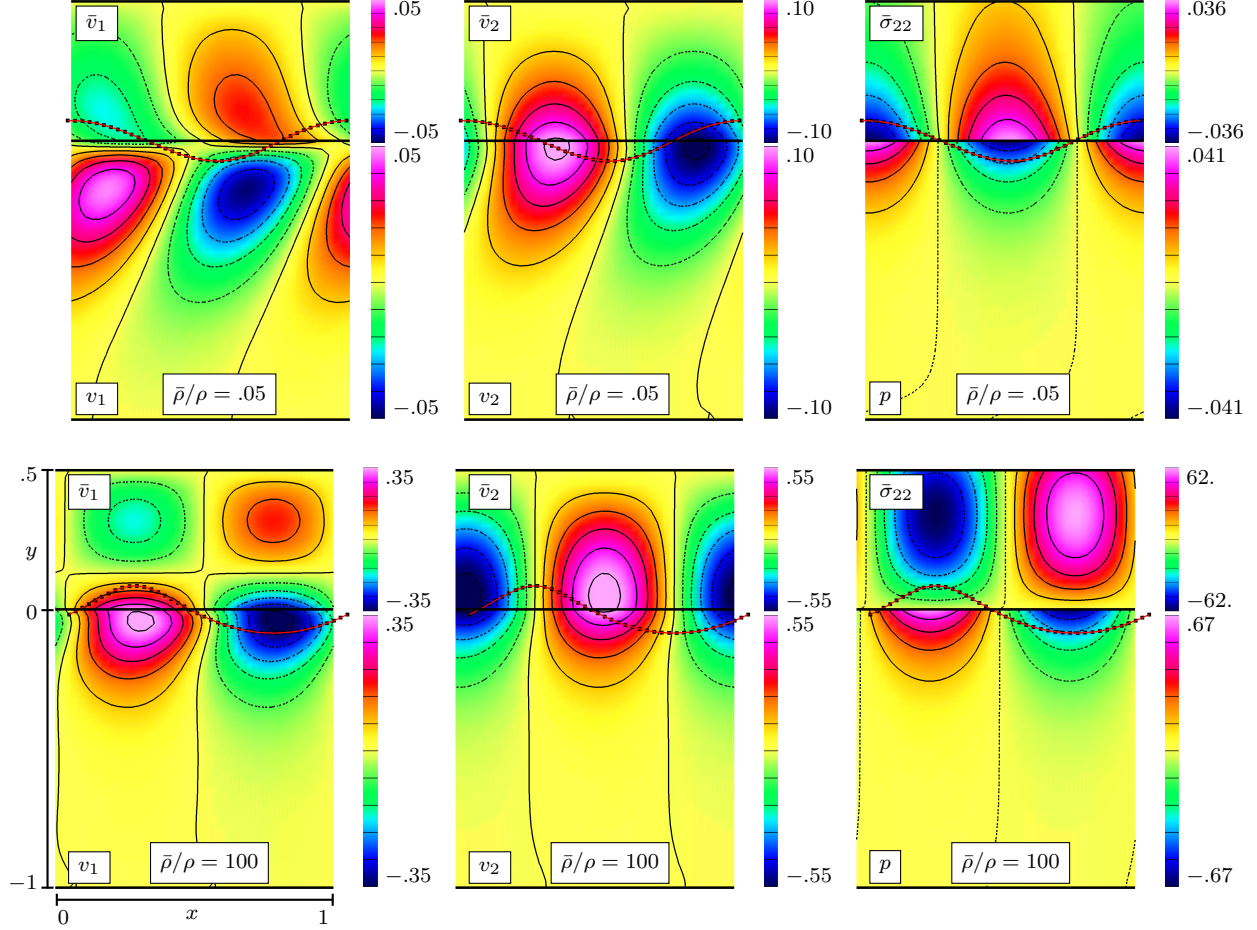 v̄₁ .05 v̄₂ .10 σ̄₂₂ .036
−.05 −.10 −.036
.05 .10 .041
v₁ ρ̄/ρ = .05 −.05 v₂ ρ̄/ρ = .05 −.10 p ρ̄/ρ = .05 −.041
.5 v̄₁ .35 v̄₂ .55 σ̄₂₂ 62.
y
0 −.35 −.55 −62.
.35 .55 .67
v₁ ρ̄/ρ = 100 −.35 v₂ ρ̄/ρ = 100 −.55 p ρ̄/ρ = 100 −.67
−1
0 x 1